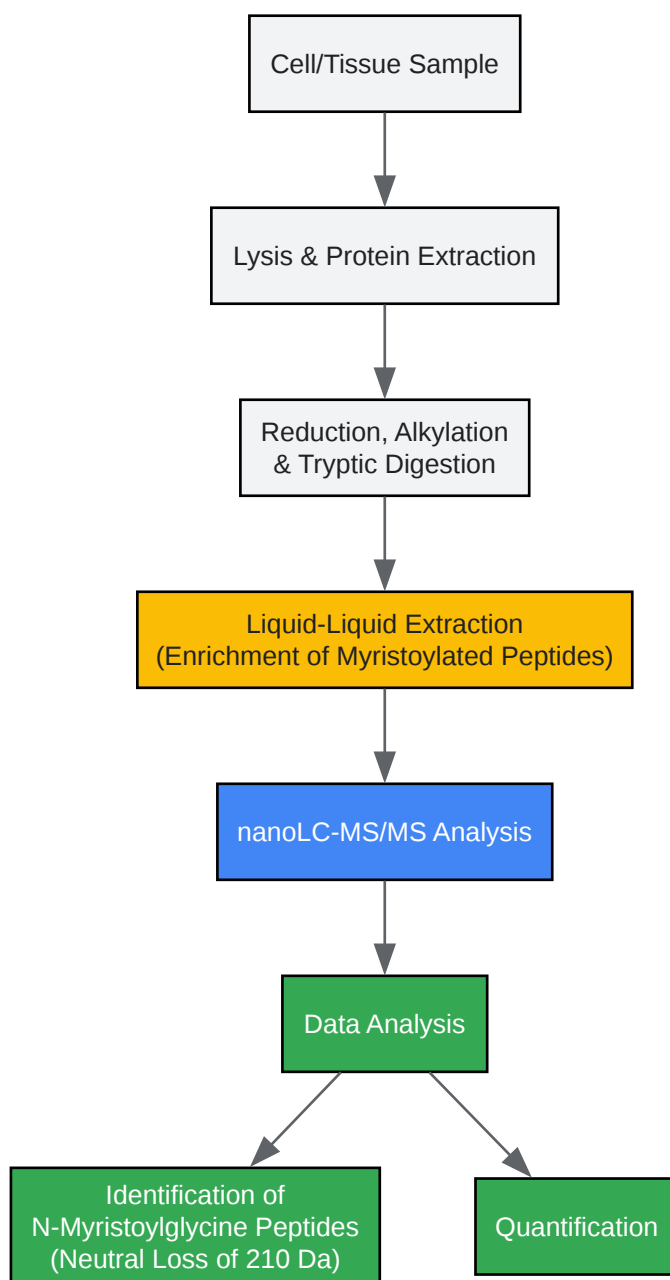 Cell/Tissue Sample
Lysis & Protein Extraction
Reduction, Alkylation
& Tryptic Digestion
Liquid-Liquid Extraction
(Enrichment of Myristoylated Peptides)
nanoLC-MS/MS Analysis
Data Analysis
Identification of
N-Myristoylglycine Peptides
(Neutral Loss of 210 Da)
Quantification